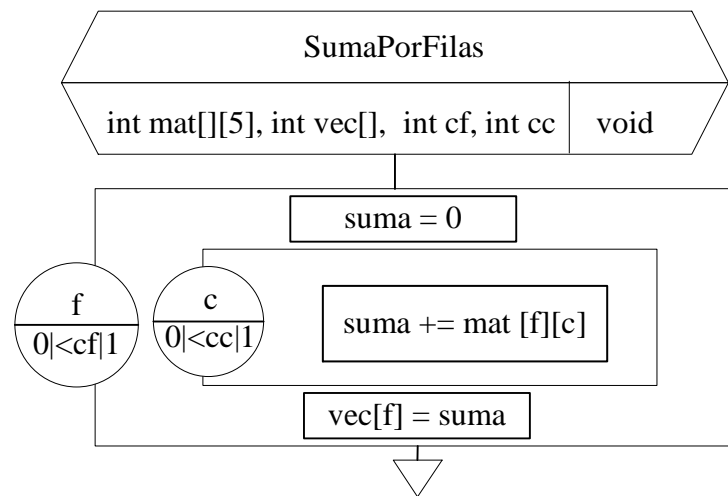 SumaPorFilas
int mat[][5], int vec[], int cf, int cc void
suma = 0
f
0|<cf|1
c
0|<cc|1
suma += mat [f][c]
vec[f] = suma